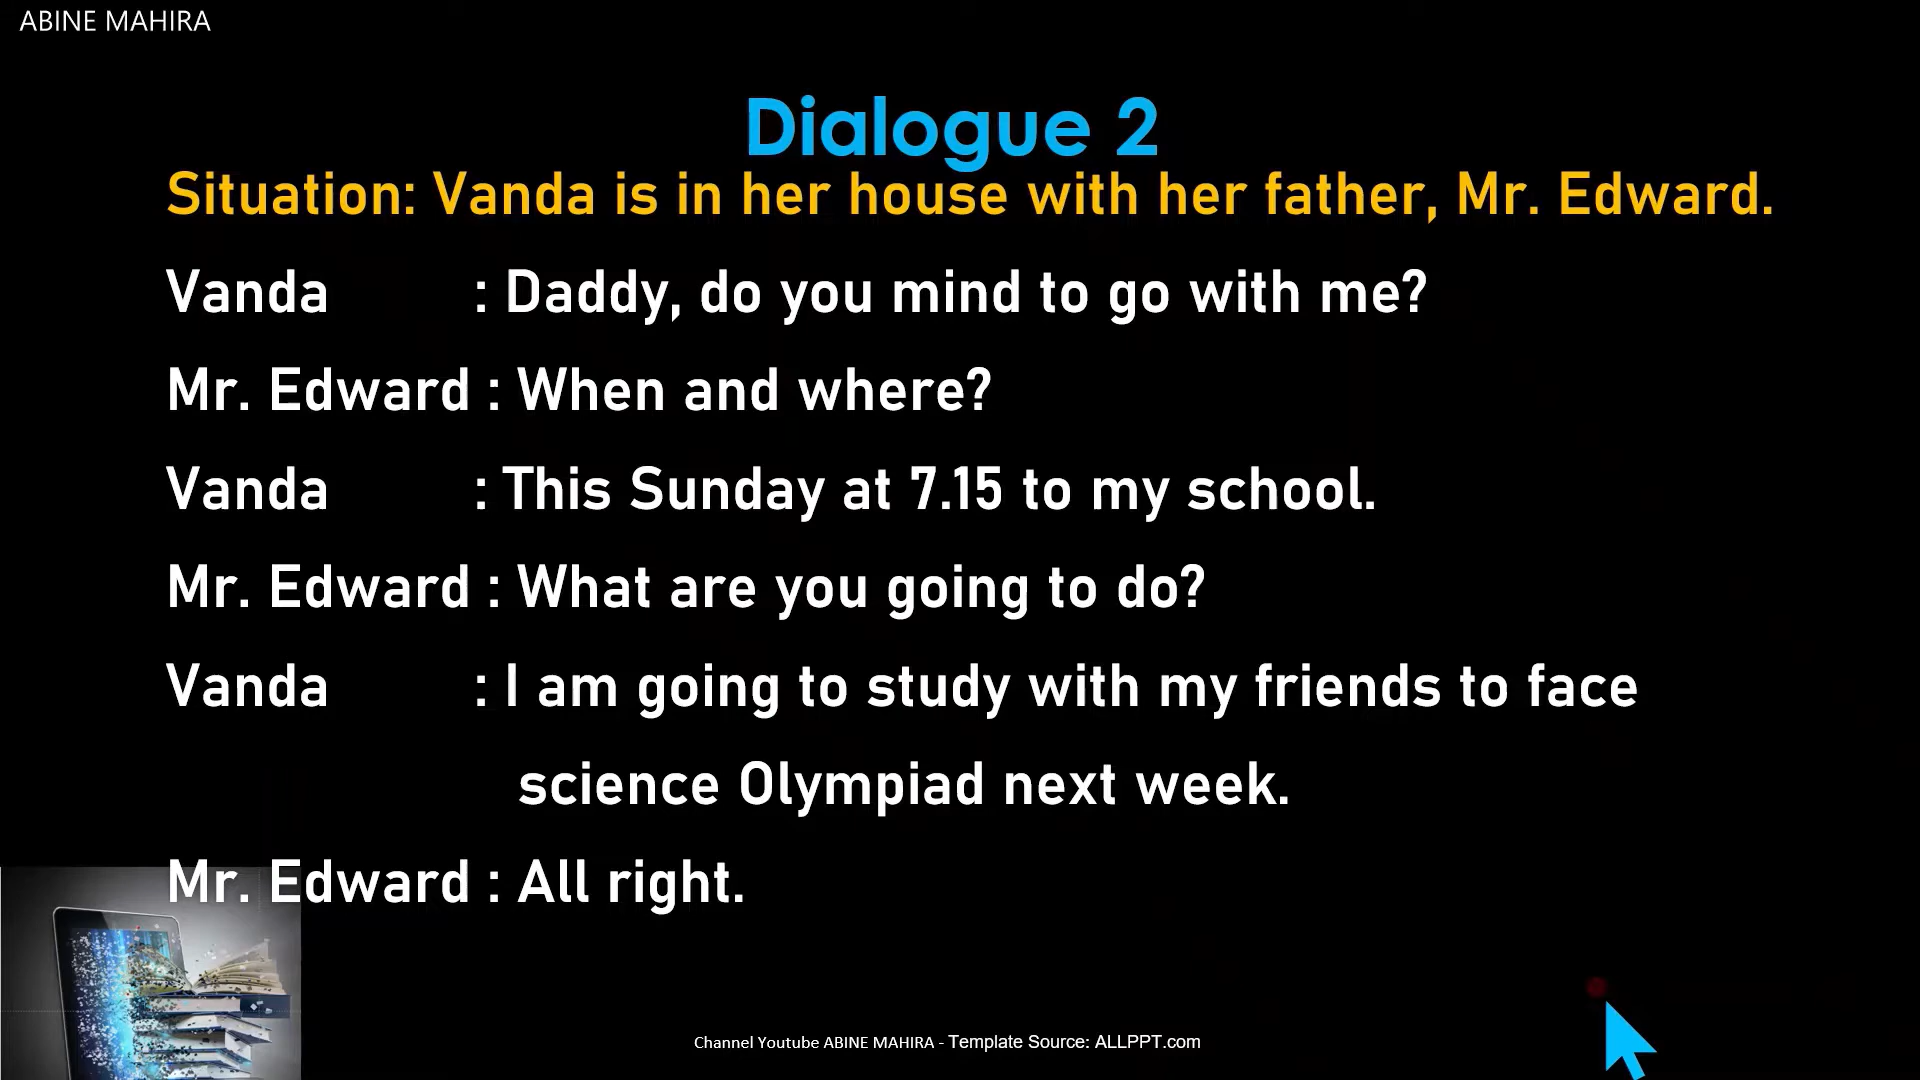 ABINE MAHIRA
Dialogue 2
Situation: Vanda is in her house with her father, Mr. Edward.
Vanda : Daddy, do you mind to go with me?
Mr. Edward : When and where?
Vanda : This Sunday at 7.15 to my school.
Mr. Edward : What are you going to do?
Vanda : I am going to study with my friends to face
science Olympiad next week.
Mr. Edward : All right.
Channel Youtube ABINE MAHIRA - Template Source: ALLPPT.com